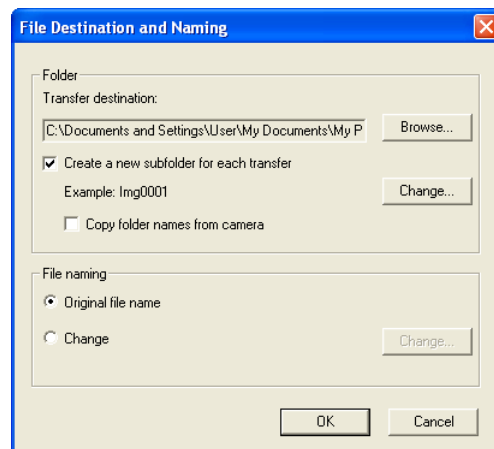 File Destination and Naming
Folder
Transfer destination:
C:\Documents and Settings\User\My Documents\My P
Browse...
Create a new subfolder for each transfer
Example: Img0001
Change...
Copy folder names from camera
File naming
Original file name
Change
Change...
OK
Cancel